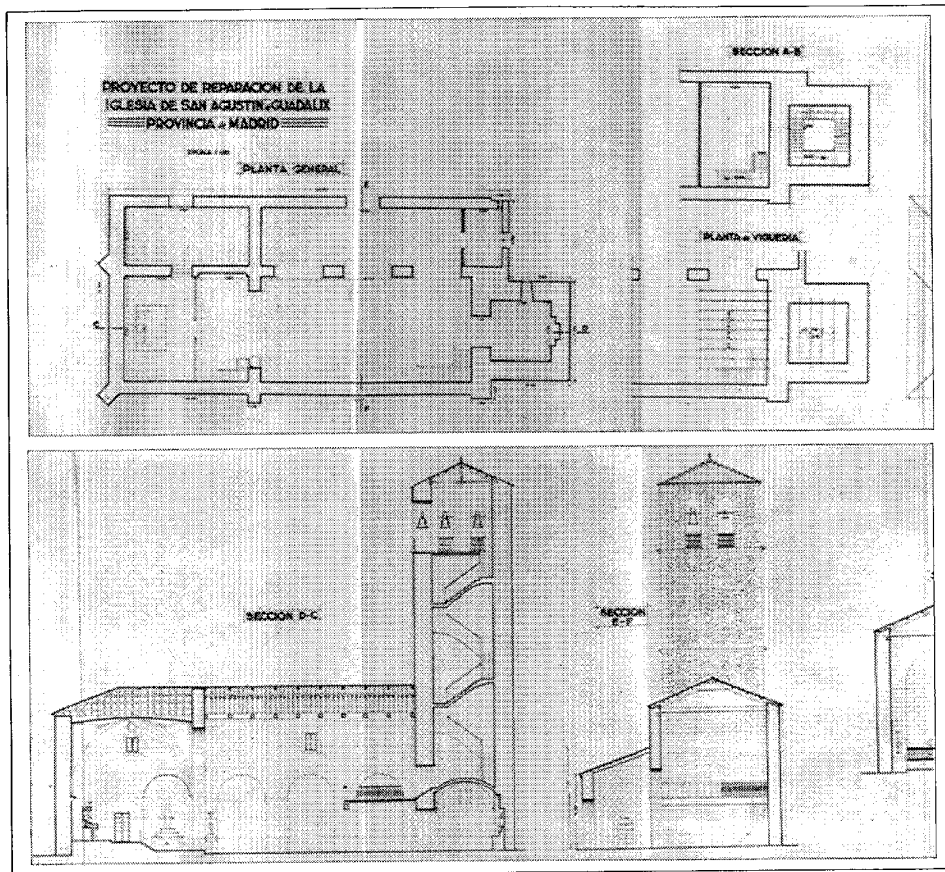 PROYECTO DE REPARACION DE LA
IGLESIA DE SAN AGUSTIN de GUADALIX
PROVINCIA de MADRID
ESCALA
PLANTA GENERAL
SECCION A-B
PLANTA de VIGUERIA
SECCION D-C.
SECCION
E-F